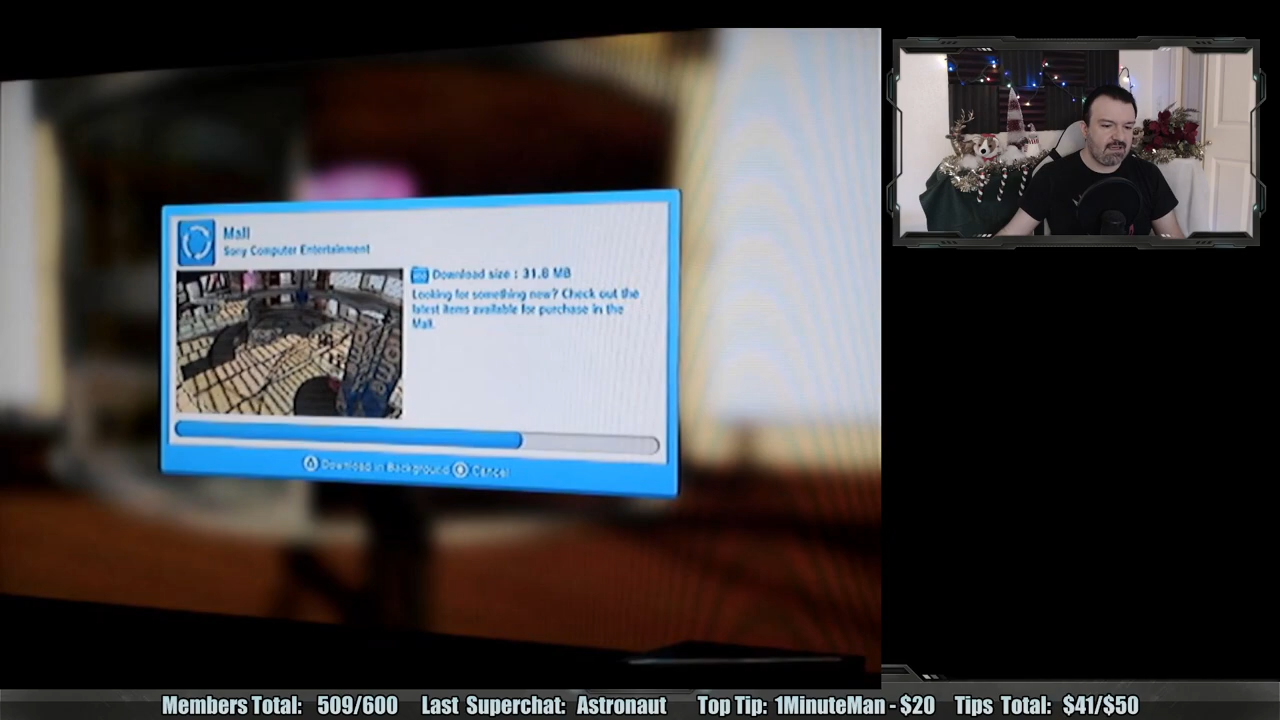 Mall
Sony Computer Entertainment
Download size : 31.8 MB
Looking for something new? Check out the
latest items available for purchase in the
Mall.
Download in Background Cancel
Members Total: 509/600 Last Superchat: Astronaut Top Tip: 1MinuteMan - $20 Tips Total: $41/$50